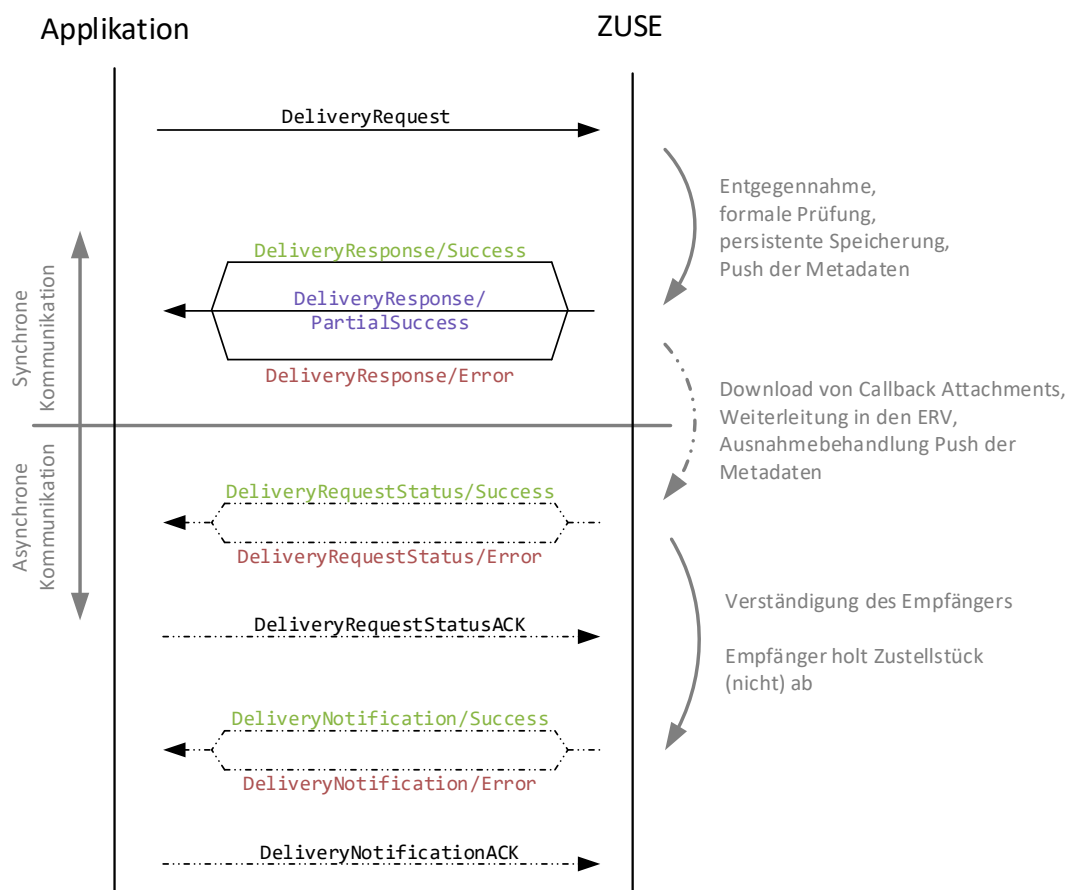 Applikation
ZUSE
DeliveryRequest
Entgegennahme,
formale Prüfung,
persistente Speicherung,
Push der Metadaten
DeliveryResponse/Success
DeliveryResponse/
PartialSuccess
DeliveryResponse/Error
Synchrone
Kommunikation
Download von Callback Attachments,
Weiterleitung in den ERV,
Ausnahmebehandlung Push der
Metadaten
Asynchrone
Kommunikation
DeliveryRequestStatus/Success
DeliveryRequestStatus/Error
DeliveryRequestStatusACK
Verständigung des Empfängers
Empfänger holt Zustellstück
(nicht) ab
DeliveryNotification/Success
DeliveryNotification/Error
DeliveryNotificationACK